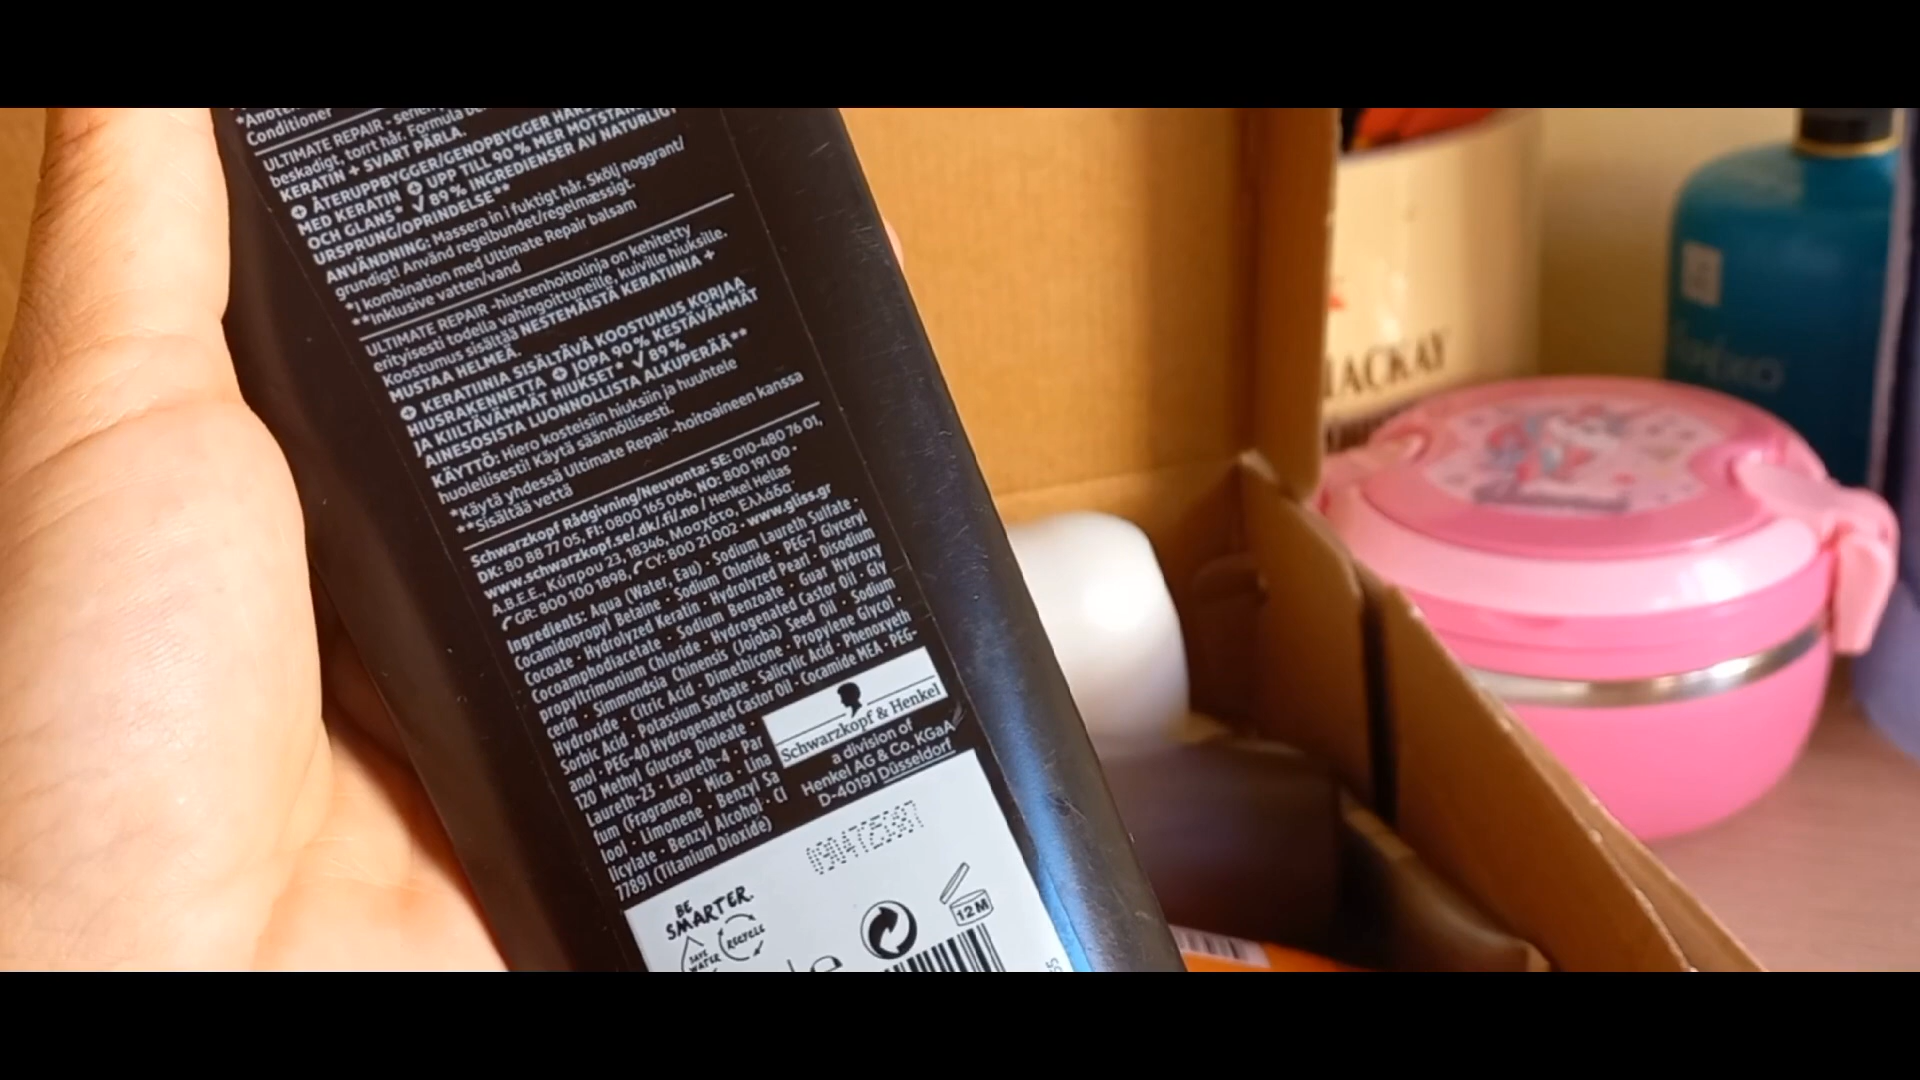 Conditioner
ULTIMATE REPAIR - serien
beskadigt, torrt hår. Formula
KERATIN + SVART PÄRLA.
ÅTERUPPBYGGER/GENOPBYGGER
MED KERATIN UPP TILL 90 % MER
OCH GLANS* √ 89 % INGREDIENSER AV NATURLIGT
URSPRUNG/OPRINDELSE**
ANVÄNDNING: Massera in i fuktigt hår. Skölj noggrant/
grundigt! Använd regelbundet/regelmæssigt.
*I kombination med Ultimate Repair balsam
**Inklusive vatten/vand
ULTIMATE REPAIR -hiustenhoitolinja on kehitetty
erityisesti todella vahingoittuneille, kuiville hiuksille.
Koostumus sisältää NESTEMÄISTÄ KERATIINIA +
MUSTAA HELMEÄ.
KERATIINIA SISÄLTÄVÄ KOOSTUMUS KORJAA
HIUSRAKENNETTA JOPA 90 % KESTÄVÄMMÄT
JA KIILTÄVÄMMÄT HIUKSET* √ 89 %
AINESOSISTA LUONNOLLISTA ALKUPERÄÄ**
KÄYTTÖ: Hiero kosteisiin hiuksiin ja huuhtele
huolellisesti! Käytä säännöllisesti.
*Käytä yhdessä Ultimate Repair -hoitoaineen kanssa
**Sisältää vettä
Schwarzkopf Rådgivning/Neuvonta: SE: 010-480 76 01,
DK: 80 88 77 05, FI: 0800 165 066, NO: 800 191 00 •
www.schwarzkopf.se/.dk/.fi/.no / Henkel Hellas
A.B.E.E., Κύπρου 23, 18346, Μοσχάτο, Ελλάδα·
GR: 800 100 1898, CY: 800 21 002 • www.gliss.gr
Ingredients: Aqua (Water, Eau) · Sodium Laureth Sulfate ·
Cocamidopropyl Betaine · Sodium Chloride · PEG-7 Glyceryl
Cocoate · Hydrolyzed Keratin · Hydrolyzed Pearl · Disodium
Cocoamphodiacetate · Sodium Benzoate · Guar Hydroxy
propyltrimonium Chloride · Hydrogenated Castor Oil · Gly
cerin · Simmondsia Chinensis (Jojoba) Seed Oil · Sodium
Hydroxide · Citric Acid · Dimethicone · Propylene Glycol ·
Sorbic Acid · Potassium Sorbate · Salicylic Acid · Phenoxyeth
anol · PEG-40 Hydrogenated Castor Oil · Cocamide MEA · PEG-
120 Methyl Glucose Dioleate ·
Laureth-23 · Laureth-4 · Par
fum (Fragrance) · Mica · Lina
lool · Limonene · Benzyl Sa
licylate · Benzyl Alcohol · CI
77891 (Titanium Dioxide)
Schwarzkopf & Henkel
a division of
Henkel AG & Co. KGaA
D-40191 Düsseldorf
BE
SMARTER.
SAVE
WATER
RECYCLE
12M
MACKAY